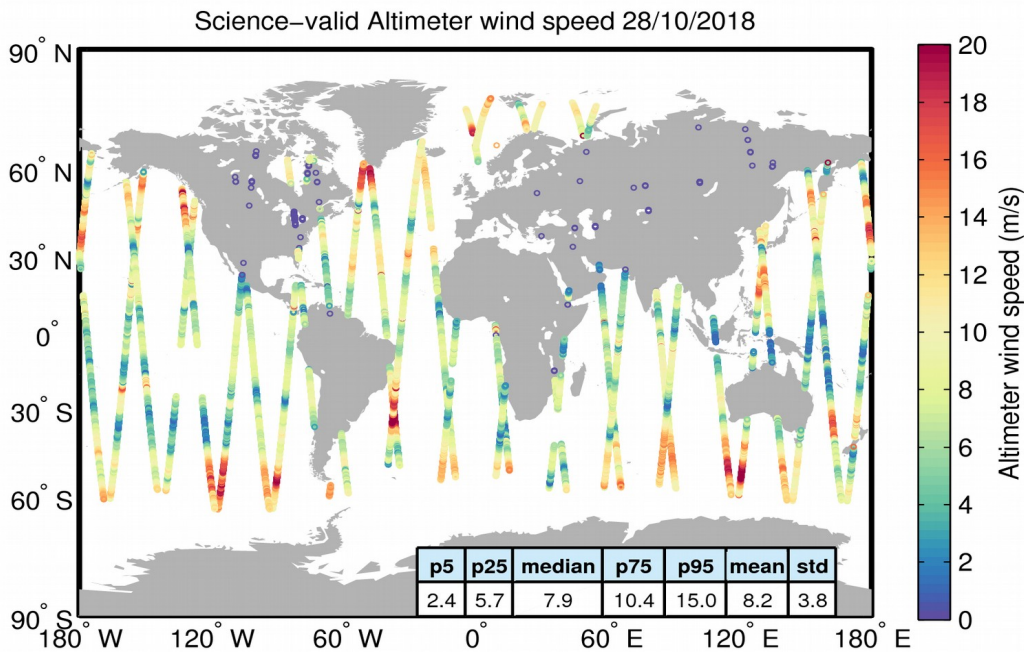 Science−valid Altimeter wind speed 28/10/2018
90° N
60° N
30° N
0°
30° S
60° S
90° S
180° W
120° W
60° W
0°
60° E
120° E
180° E
p5 p25 median p75 p95 mean std
2.4 5.7 7.9 10.4 15.0 8.2 3.8
20
18
16
14
12
10
8
6
4
2
0
Altimeter wind speed (m/s)